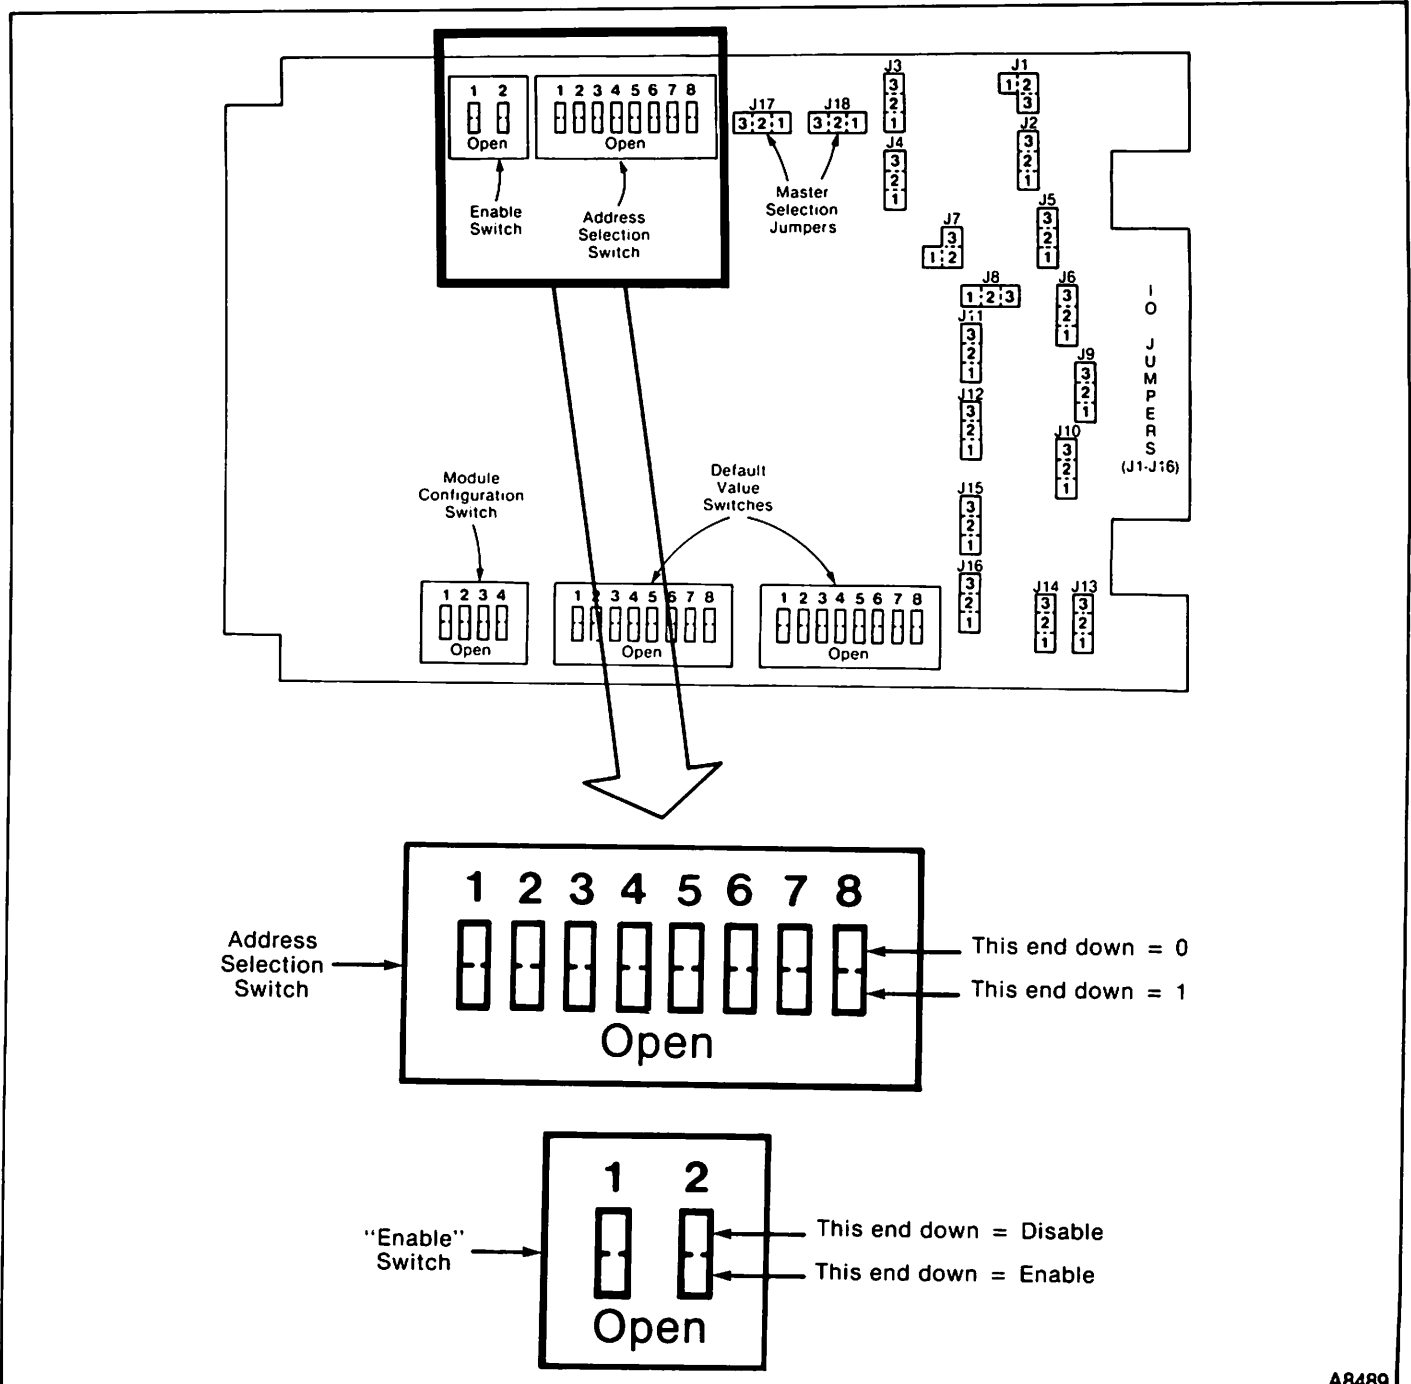 1 2
Open
Enable
Switch
1 2 3 4 5 6 7 8
Open
Address
Selection
Switch
J17
3 2 1
J18
3 2 1
Master
Selection
Jumpers
J3
3
2
1
J4
3
2
1
J1
1 2
3
J2
3
2
1
J5
3
2
1
J7
3
1 2
J8
1 2 3
J6
3
2
1
J11
3
2
1
J9
3
2
1
J12
3
2
1
J10
3
2
1
J15
3
2
1
J16
3
2
1
J14
3
2
1
J13
3
2
1
IO JUMPERS
(J1-J16)
Module
Configuration
Switch
1 2 3 4
Open
Default
Value
Switches
1 2 3 4 5 6 7 8
Open
1 2 3 4 5 6 7 8
Open
Address
Selection
Switch
1 2 3 4 5 6 7 8
Open
This end down = 0
This end down = 1
"Enable"
Switch
1 2
Open
This end down = Disable
This end down = Enable
A8489